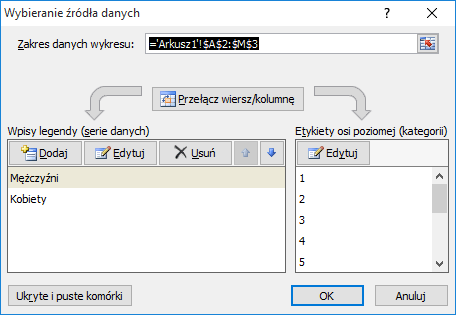 Wybieranie źródła danych
Zakres danych wykresu: ='Arkusz1'!$A$2:$M$3
Przełącz wiersz/kolumnę
Wpisy legendy (serie danych)
Dodaj Edytuj Usuń
Mężczyźni
Kobiety
Etykiety osi poziomej (kategorii)
Edytuj
1
2
3
4
5
Ukryte i puste komórki OK Anuluj